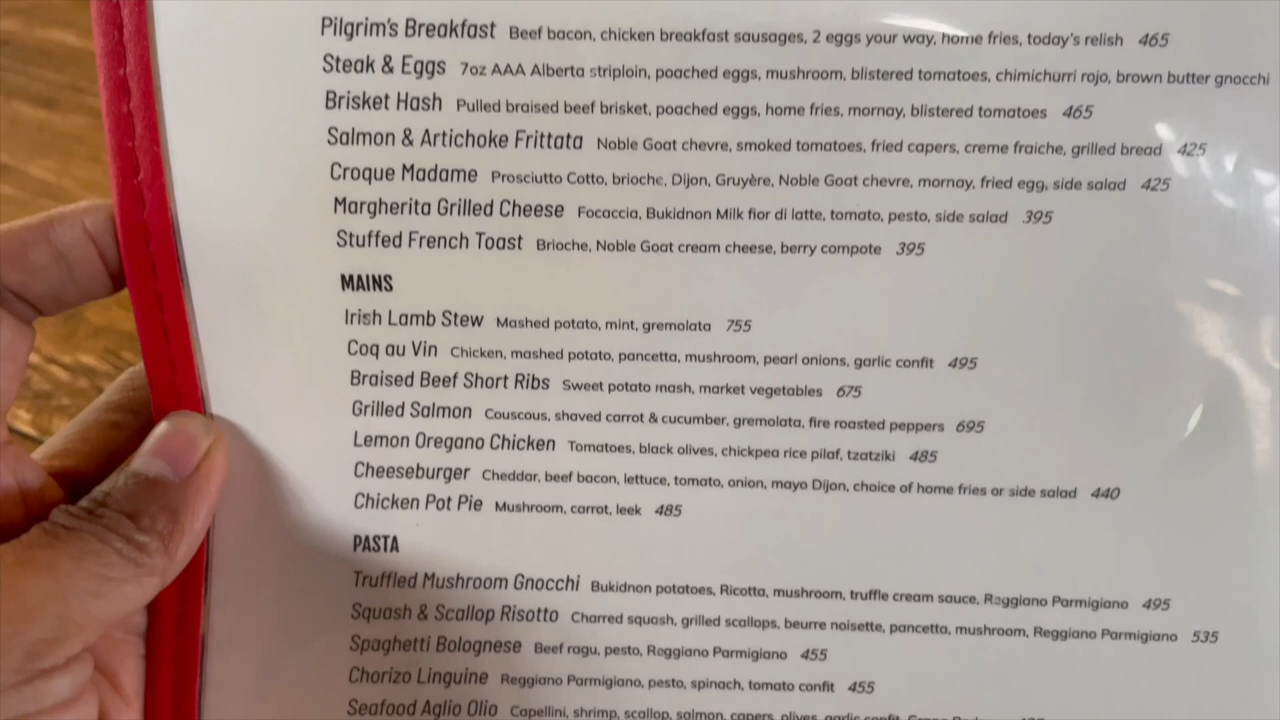 Pilgrim's Breakfast Beef bacon, chicken breakfast sausages, 2 eggs your way, home fries, today's relish 465
Steak & Eggs 7oz AAA Alberta striploin, poached eggs, mushroom, blistered tomatoes, chimichurri rojo, brown butter gnocchi
Brisket Hash Pulled braised beef brisket, poached eggs, home fries, mornay, blistered tomatoes 465
Salmon & Artichoke Frittata Noble Goat chevre, smoked tomatoes, fried capers, creme fraiche, grilled bread 425
Croque Madame Prosciutto Cotto, brioche, Dijon, Gruyère, Noble Goat chevre, mornay, fried egg, side salad 425
Margherita Grilled Cheese Focaccia, Bukidnon Milk fior di latte, tomato, pesto, side salad 395
Stuffed French Toast Brioche, Noble Goat cream cheese, berry compote 395
MAINS
Irish Lamb Stew Mashed potato, mint, gremolata 755
Coq au Vin Chicken, mashed potato, pancetta, mushroom, pearl onions, garlic confit 495
Braised Beef Short Ribs Sweet potato mash, market vegetables 675
Grilled Salmon Couscous, shaved carrot & cucumber, gremolata, fire roasted peppers 695
Lemon Oregano Chicken Tomatoes, black olives, chickpea rice pilaf, tzatziki 485
Cheeseburger Cheddar, beef bacon, lettuce, tomato, onion, mayo Dijon, choice of home fries or side salad 440
Chicken Pot Pie Mushroom, carrot, leek 485
PASTA
Truffled Mushroom Gnocchi Bukidnon potatoes, Ricotta, mushroom, truffle cream sauce, Reggiano Parmigiano 495
Squash & Scallop Risotto Charred squash, grilled scallops, beurre noisette, pancetta, mushroom, Reggiano Parmigiano 535
Spaghetti Bolognese Beef ragu, pesto, Reggiano Parmigiano 455
Chorizo Linguine Reggiano Parmigiano, pesto, spinach, tomato confit 455
Seafood Aglio Olio Capellini, shrimp, scallop, salmon, capers, olives, garlic confit,